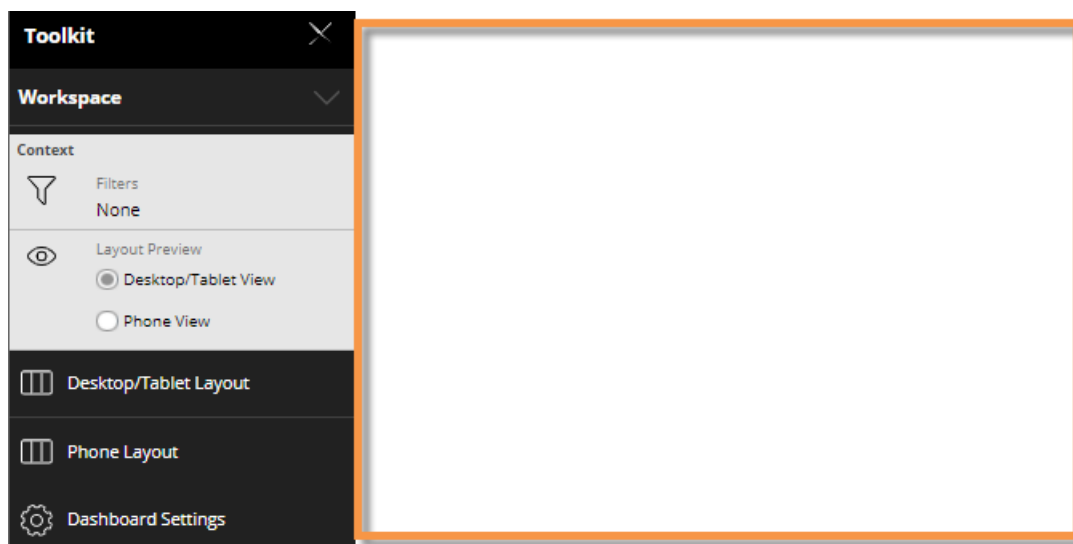 Toolkit
Workspace
Context
Filters
None
Layout Preview
Desktop/Tablet View
Phone View
Desktop/Tablet Layout
Phone Layout
Dashboard Settings